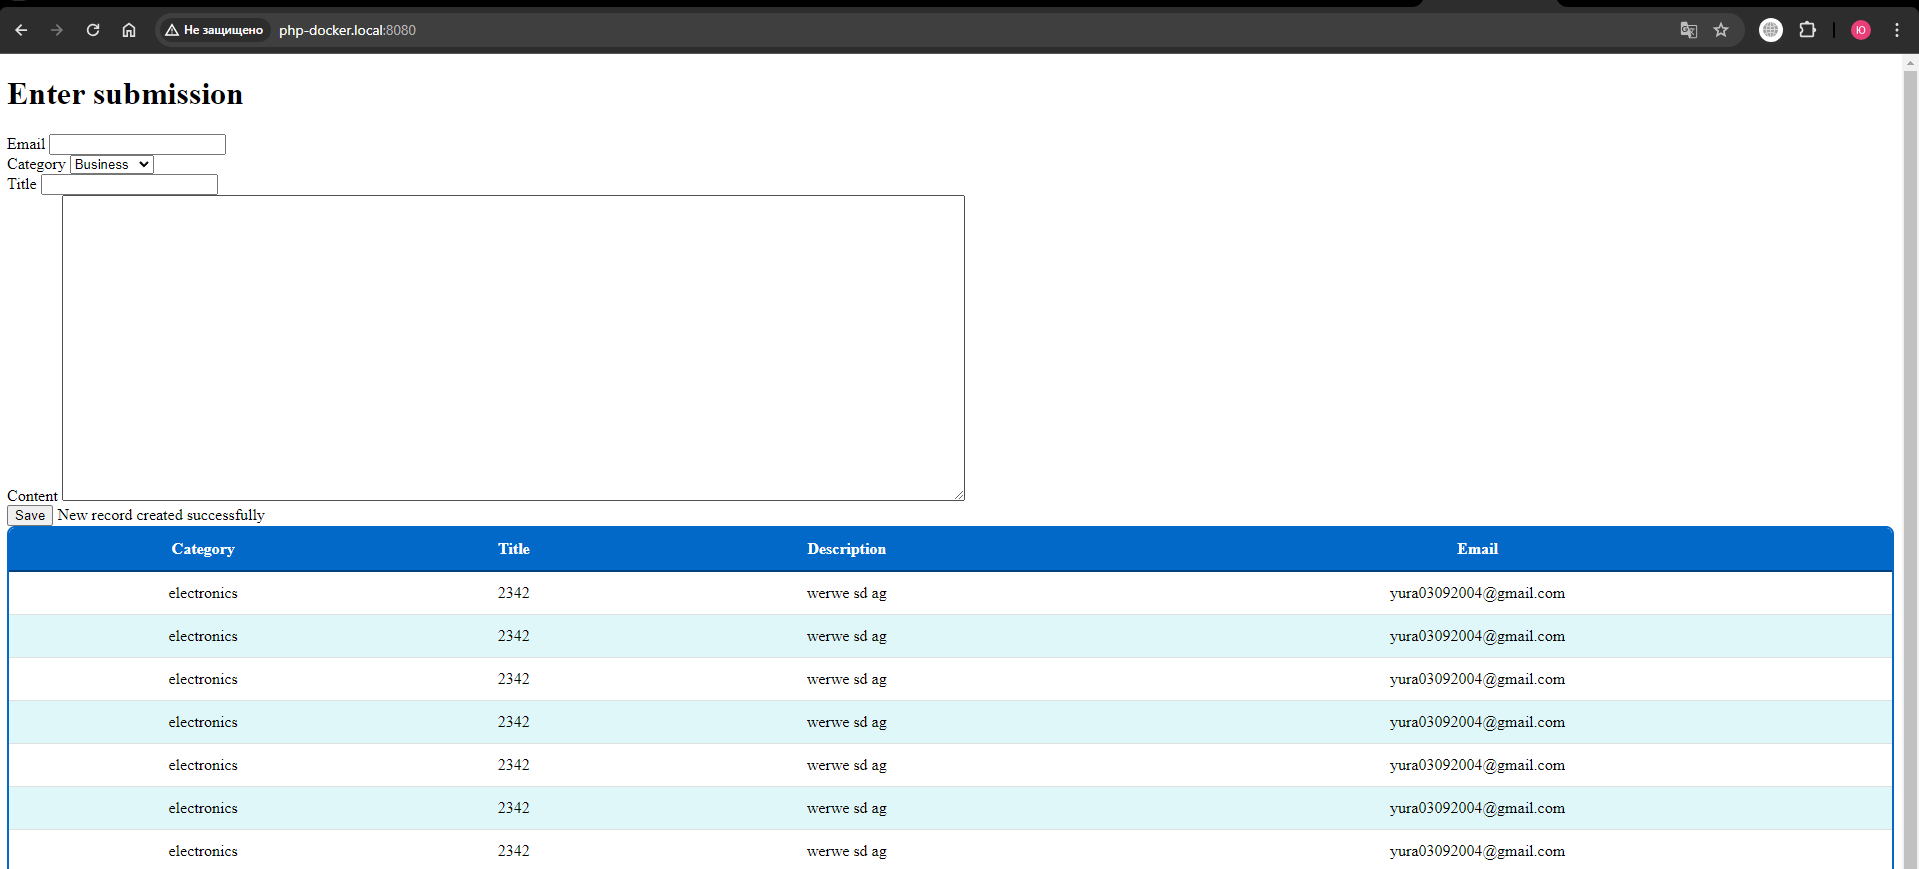 Не защищено php-docker.local:8080
Ю
Enter submission
Email
Category Business
Title
Content
Save New record created successfully
Category Title Description Email
electronics 2342 werwe sd ag yura03092004@gmail.com
electronics 2342 werwe sd ag yura03092004@gmail.com
electronics 2342 werwe sd ag yura03092004@gmail.com
electronics 2342 werwe sd ag yura03092004@gmail.com
electronics 2342 werwe sd ag yura03092004@gmail.com
electronics 2342 werwe sd ag yura03092004@gmail.com
electronics 2342 werwe sd ag yura03092004@gmail.com